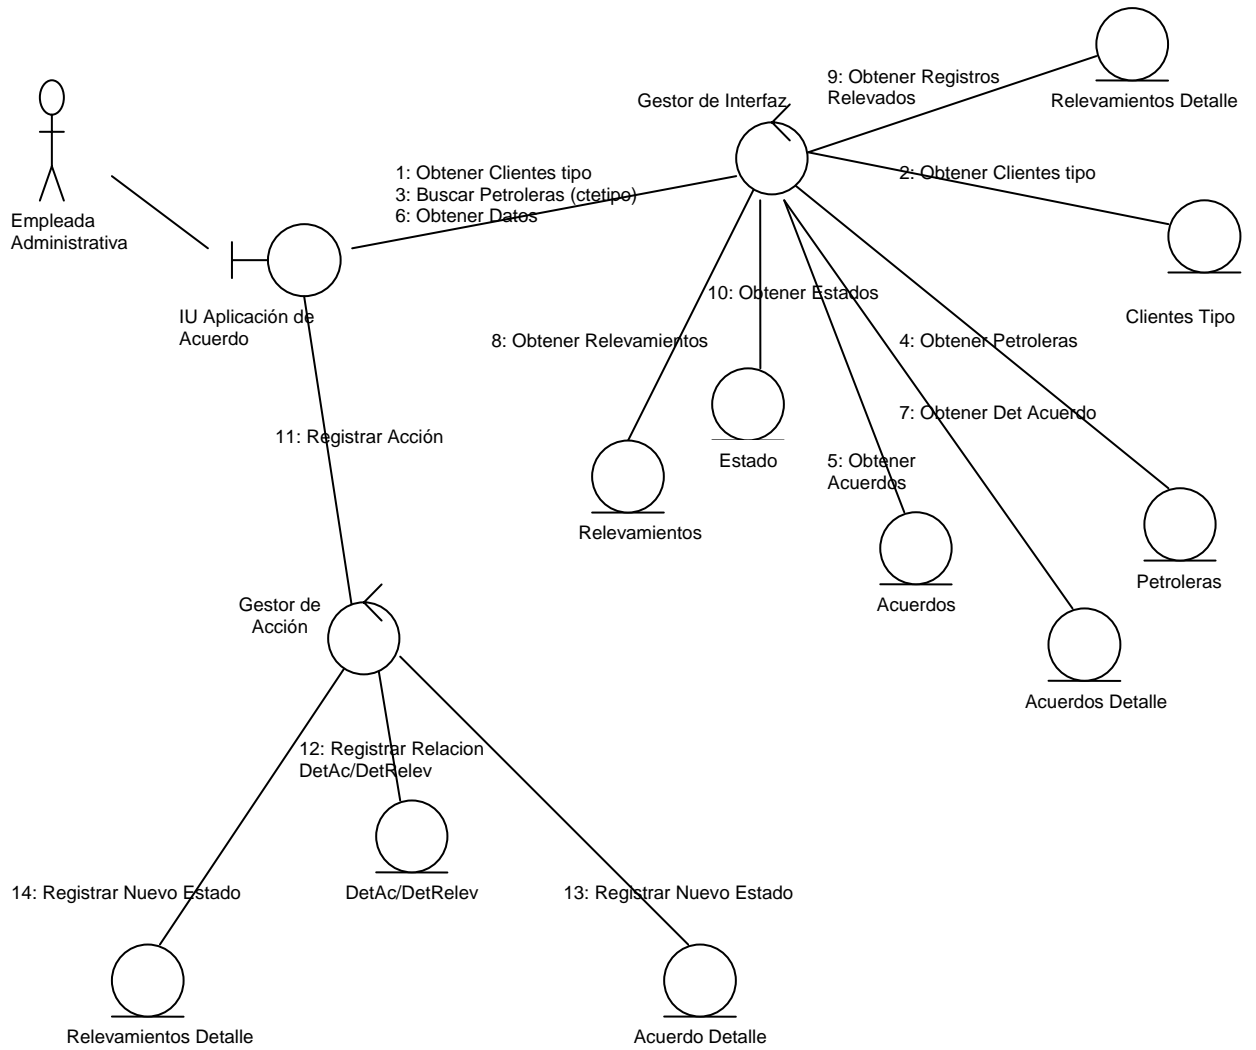 9: Obtener Registros
Relevados
Relevamientos Detalle
Gestor de Interfaz
1: Obtener Clientes tipo
3: Buscar Petroleras (ctetipo)
6: Obtener Datos
2: Obtener Clientes tipo
Empleada
Administrativa
IU Aplicación de
Acuerdo
10: Obtener Estados
Clientes Tipo
8: Obtener Relevamientos
4: Obtener Petroleras
7: Obtener Det Acuerdo
11: Registrar Acción
Estado
5: Obtener
Acuerdos
Relevamientos
Petroleras
Acuerdos
Gestor de
Acción
Acuerdos Detalle
12: Registrar Relacion
DetAc/DetRelev
14: Registrar Nuevo Estado
DetAc/DetRelev
13: Registrar Nuevo Estado
Relevamientos Detalle
Acuerdo Detalle